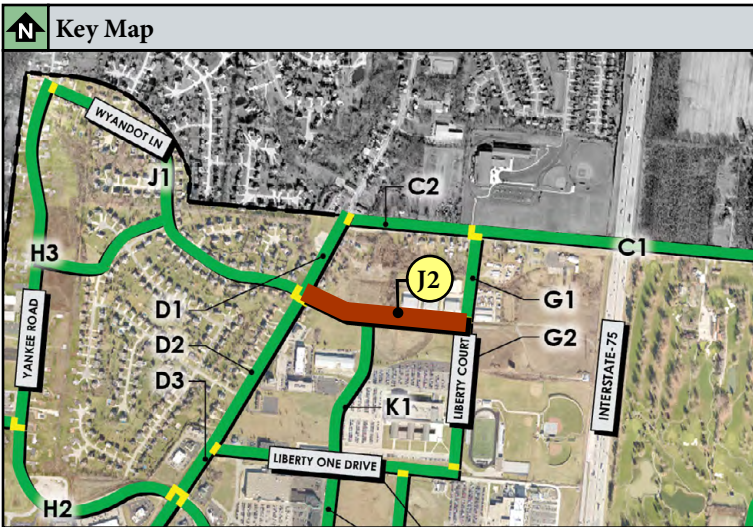 N Key Map
WYANDOT LN
J1
C2
H3
C1
J2
D1
G1
D2
G2
YANKEE ROAD
D3
LIBERTY COURT
INTERSTATE-75
K1
LIBERTY ONE DRIVE
H2